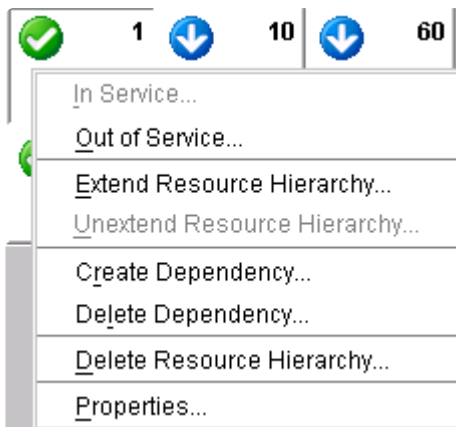 1 10 60
In Service...
Out of Service...
Extend Resource Hierarchy...
Unextend Resource Hierarchy...
Create Dependency...
Delete Dependency...
Delete Resource Hierarchy...
Properties...